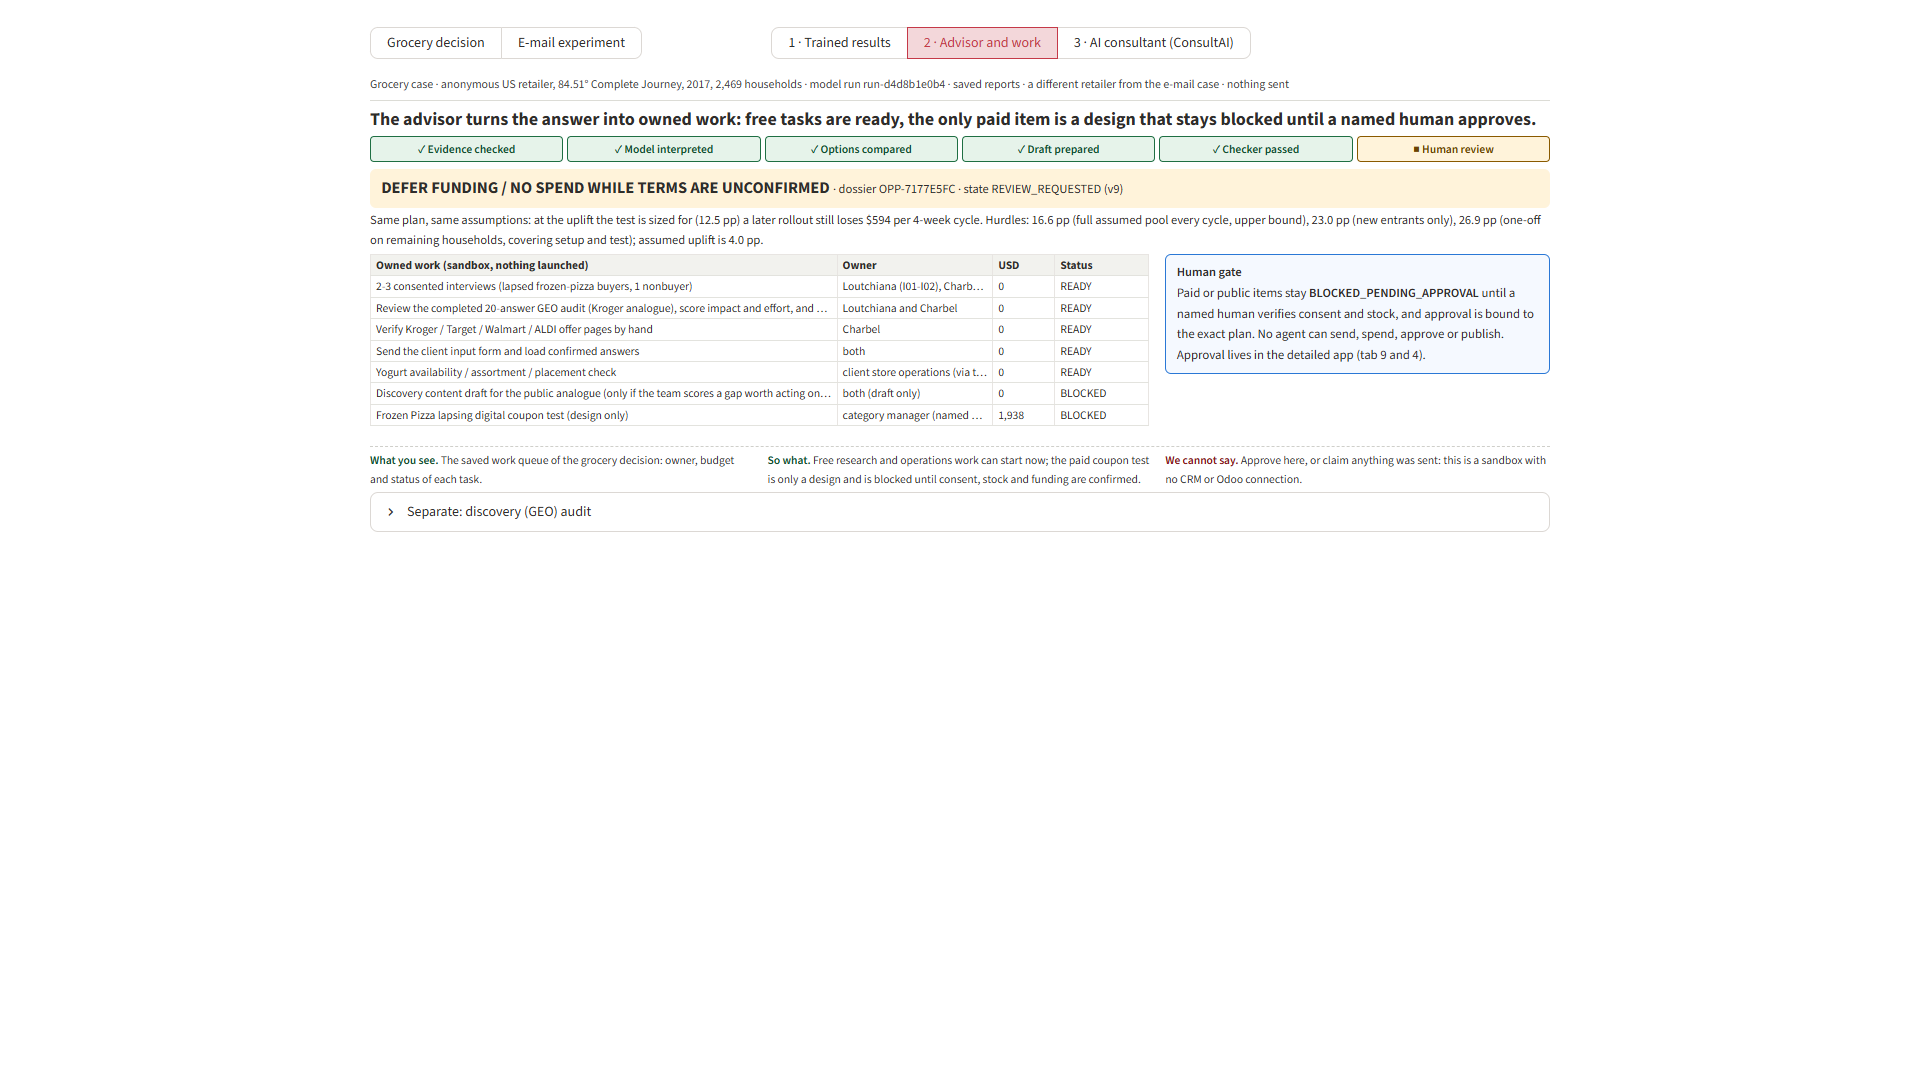 Grocery decision
E-mail experiment
1 · Trained results
2 · Advisor and work
3 · AI consultant (ConsultAI)
Grocery case · anonymous US retailer, 84.51° Complete Journey, 2017, 2,469 households · model run run-d4d8b1e0b4 · saved reports · a different retailer from the e-mail case · nothing sent
The advisor turns the answer into owned work: free tasks are ready, the only paid item is a design that stays blocked until a named human approves.
✓ Evidence checked
✓ Model interpreted
✓ Options compared
✓ Draft prepared
✓ Checker passed
■ Human review
DEFER FUNDING / NO SPEND WHILE TERMS ARE UNCONFIRMED · dossier OPP-7177E5FC · state REVIEW_REQUESTED (v9)
Same plan, same assumptions: at the uplift the test is sized for (12.5 pp) a later rollout still loses $594 per 4-week cycle. Hurdles: 16.6 pp (full assumed pool every cycle, upper bound), 23.0 pp (new entrants only), 26.9 pp (one-off
on remaining households, covering setup and test); assumed uplift is 4.0 pp.
Owned work (sandbox, nothing launched) Owner USD Status
2-3 consented interviews (lapsed frozen-pizza buyers, 1 nonbuyer) Loutchiana (I01-I02), Charb… 0 READY
Review the completed 20-answer GEO audit (Kroger analogue), score impact and effort, and … Loutchiana and Charbel 0 READY
Verify Kroger / Target / Walmart / ALDI offer pages by hand Charbel 0 READY
Send the client input form and load confirmed answers both 0 READY
Yogurt availability / assortment / placement check client store operations (via t… 0 READY
Discovery content draft for the public analogue (only if the team scores a gap worth acting on… both (draft only) 0 BLOCKED
Frozen Pizza lapsing digital coupon test (design only) category manager (named … 1,938 BLOCKED
Human gate
Paid or public items stay BLOCKED_PENDING_APPROVAL until a
named human verifies consent and stock, and approval is bound to
the exact plan. No agent can send, spend, approve or publish.
Approval lives in the detailed app (tab 9 and 4).
What you see. The saved work queue of the grocery decision: owner, budget
and status of each task.
So what. Free research and operations work can start now; the paid coupon test
is only a design and is blocked until consent, stock and funding are confirmed.
We cannot say. Approve here, or claim anything was sent: this is a sandbox with
no CRM or Odoo connection.
Separate: discovery (GEO) audit